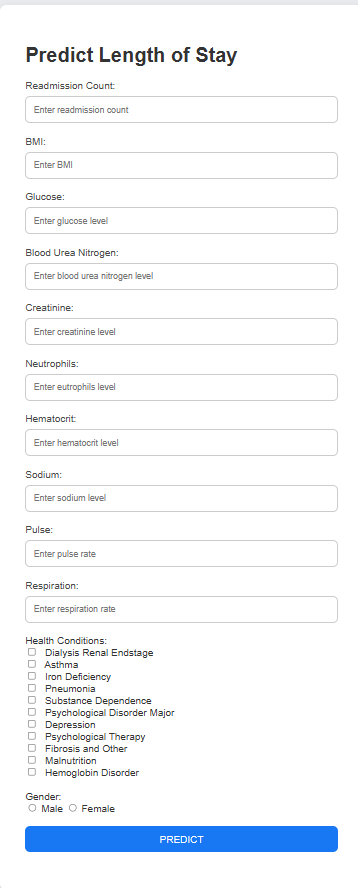 Predict Length of Stay
Readmission Count:
Enter readmission count
BMI:
Enter BMI
Glucose:
Enter glucose level
Blood Urea Nitrogen:
Enter blood urea nitrogen level
Creatinine:
Enter creatinine level
Neutrophils:
Enter eutrophils level
Hematocrit:
Enter hematocrit level
Sodium:
Enter sodium level
Pulse:
Enter pulse rate
Respiration:
Enter respiration rate
Health Conditions:
Dialysis Renal Endstage
Asthma
Iron Deficiency
Pneumonia
Substance Dependence
Psychological Disorder Major
Depression
Psychological Therapy
Fibrosis and Other
Malnutrition
Hemoglobin Disorder
Gender:
Male Female
PREDICT